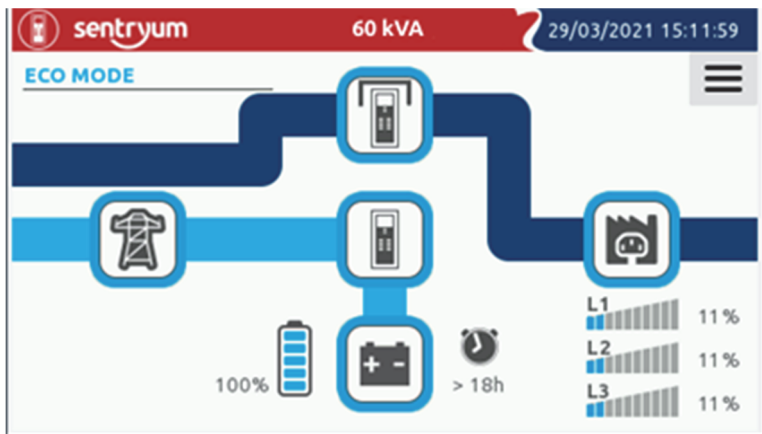 sentryum 60 kVA 29/03/2021 15:11:59
ECO MODE
L1 11%
L2 11%
L3 11%
100% > 18h